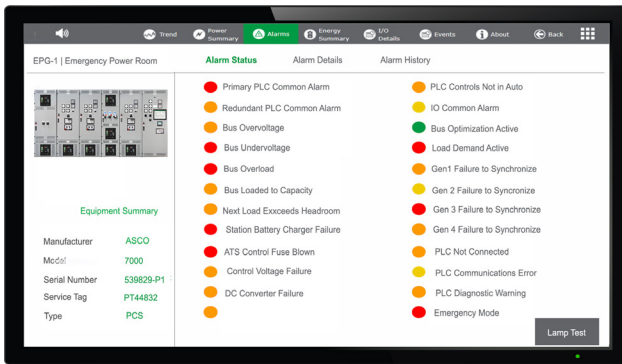 Trend
Power Summary
Alarms
Energy Summary
I/O Details
Events
About
Back
EPG-1 | Emergency Power Room
Alarm Status
Alarm Details
Alarm History
Primary PLC Common Alarm
Redundant PLC Common Alarm
Bus Overvoltage
Bus Undervoltage
Bus Overload
Bus Loaded to Capacity
Next Load Exxceeds Headroom
Station Battery Charger Failure
ATS Control Fuse Blown
Control Voltage Failure
DC Converter Failure
PLC Controls Not in Auto
IO Common Alarm
Bus Optimization Active
Load Demand Active
Gen1 Failure to Synchronize
Gen 2 Failure to Syncronize
Gen 3 Failure to Synchronize
Gen 4 Failure to Synchronize
PLC Not Connected
PLC Communications Error
PLC Diagnostic Warning
Emergency Mode
Equipment Summary
Manufacturer ASCO
Model 7000
Serial Number 539829-P1
Service Tag PT44832
Type PCS
Lamp Test